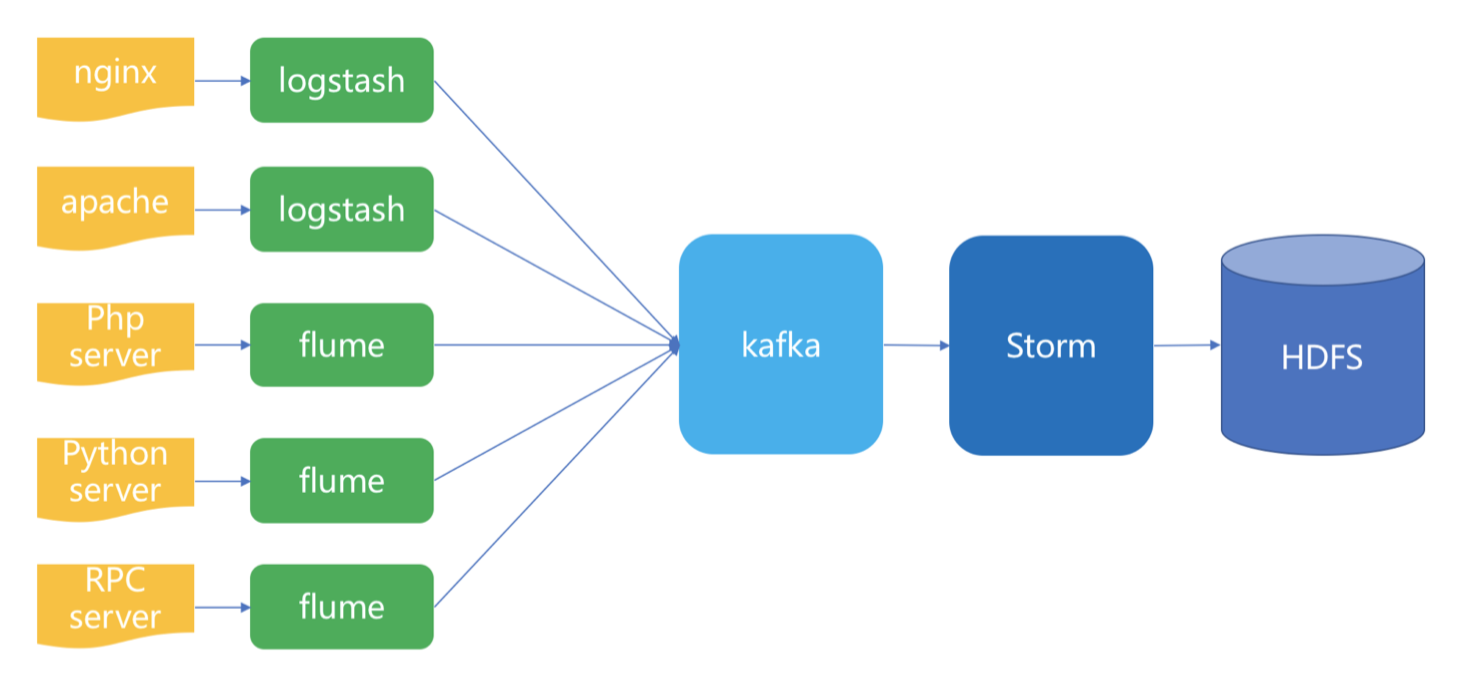 nginx
logstash
apache
logstash
Php
server
flume
Python
server
flume
RPC
server
flume
kafka
Storm
HDFS